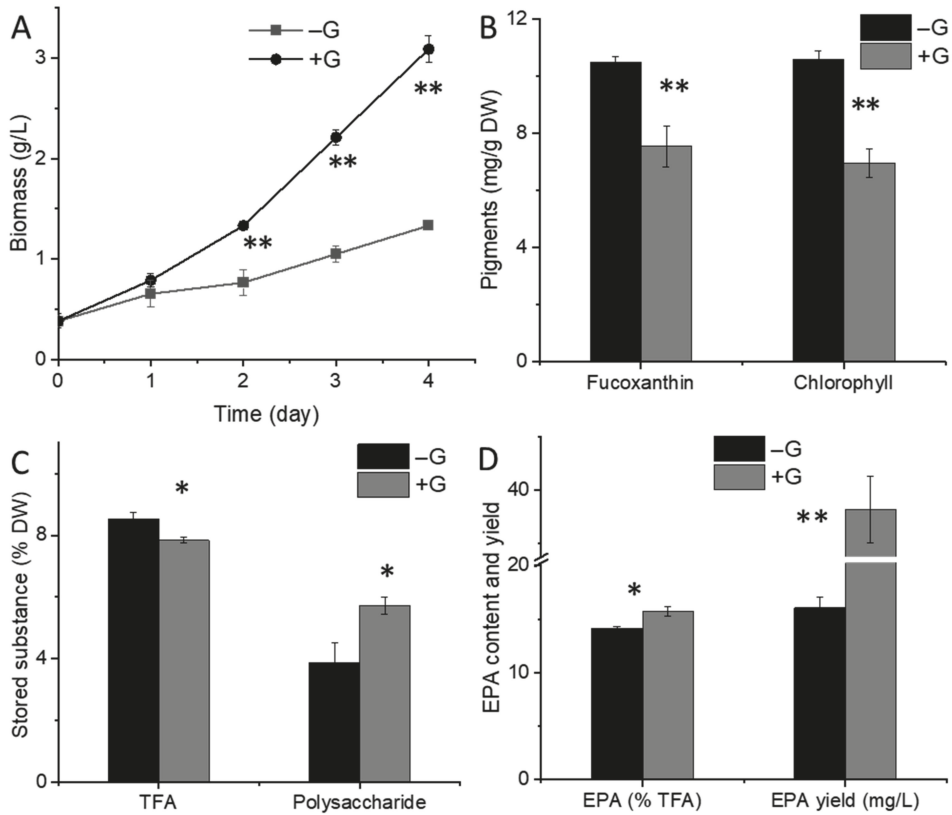 A
–G
+G
3
2
1
0
**
**
**
0 1 2 3 4
Biomass (g/L)
Time (day)
B
–G
+G
12
8
4
0
**
**
Pigments (mg/g DW)
Fucoxanthin Chlorophyll
C
–G
+G
8
4
0
*
*
Stored substance (% DW)
TFA Polysaccharide
D
–G
+G
40
20
10
0
*
**
EPA content and yield
EPA (% TFA) EPA yield (mg/L)